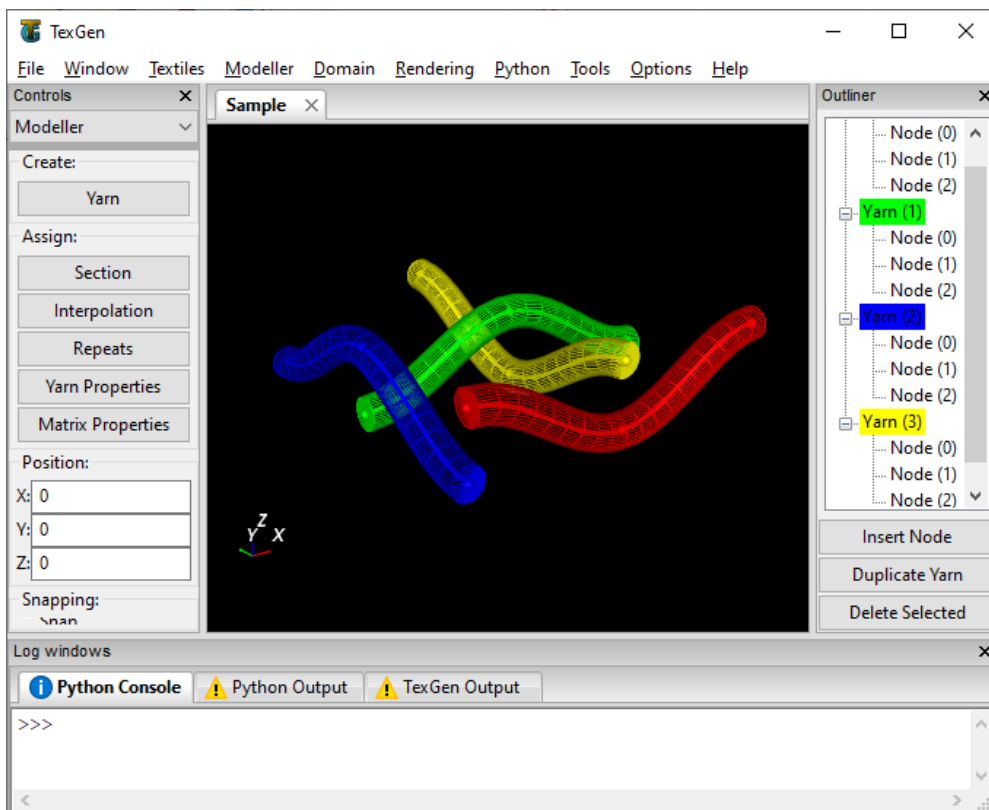 TexGen
File Window Textiles Modeller Domain Rendering Python Tools Options Help
Controls
Modeller
Create:
Yarn
Assign:
Section
Interpolation
Repeats
Yarn Properties
Matrix Properties
Position:
X: 0
Y: 0
Z: 0
Snapping:
Snap
Sample
Z
Y X
Outliner
Node (0)
Node (1)
Node (2)
Yarn (1)
Node (0)
Node (1)
Node (2)
Yarn (2)
Node (0)
Node (1)
Node (2)
Yarn (3)
Node (0)
Node (1)
Node (2)
Insert Node
Duplicate Yarn
Delete Selected
Log windows
Python Console
Python Output
TexGen Output
>>>